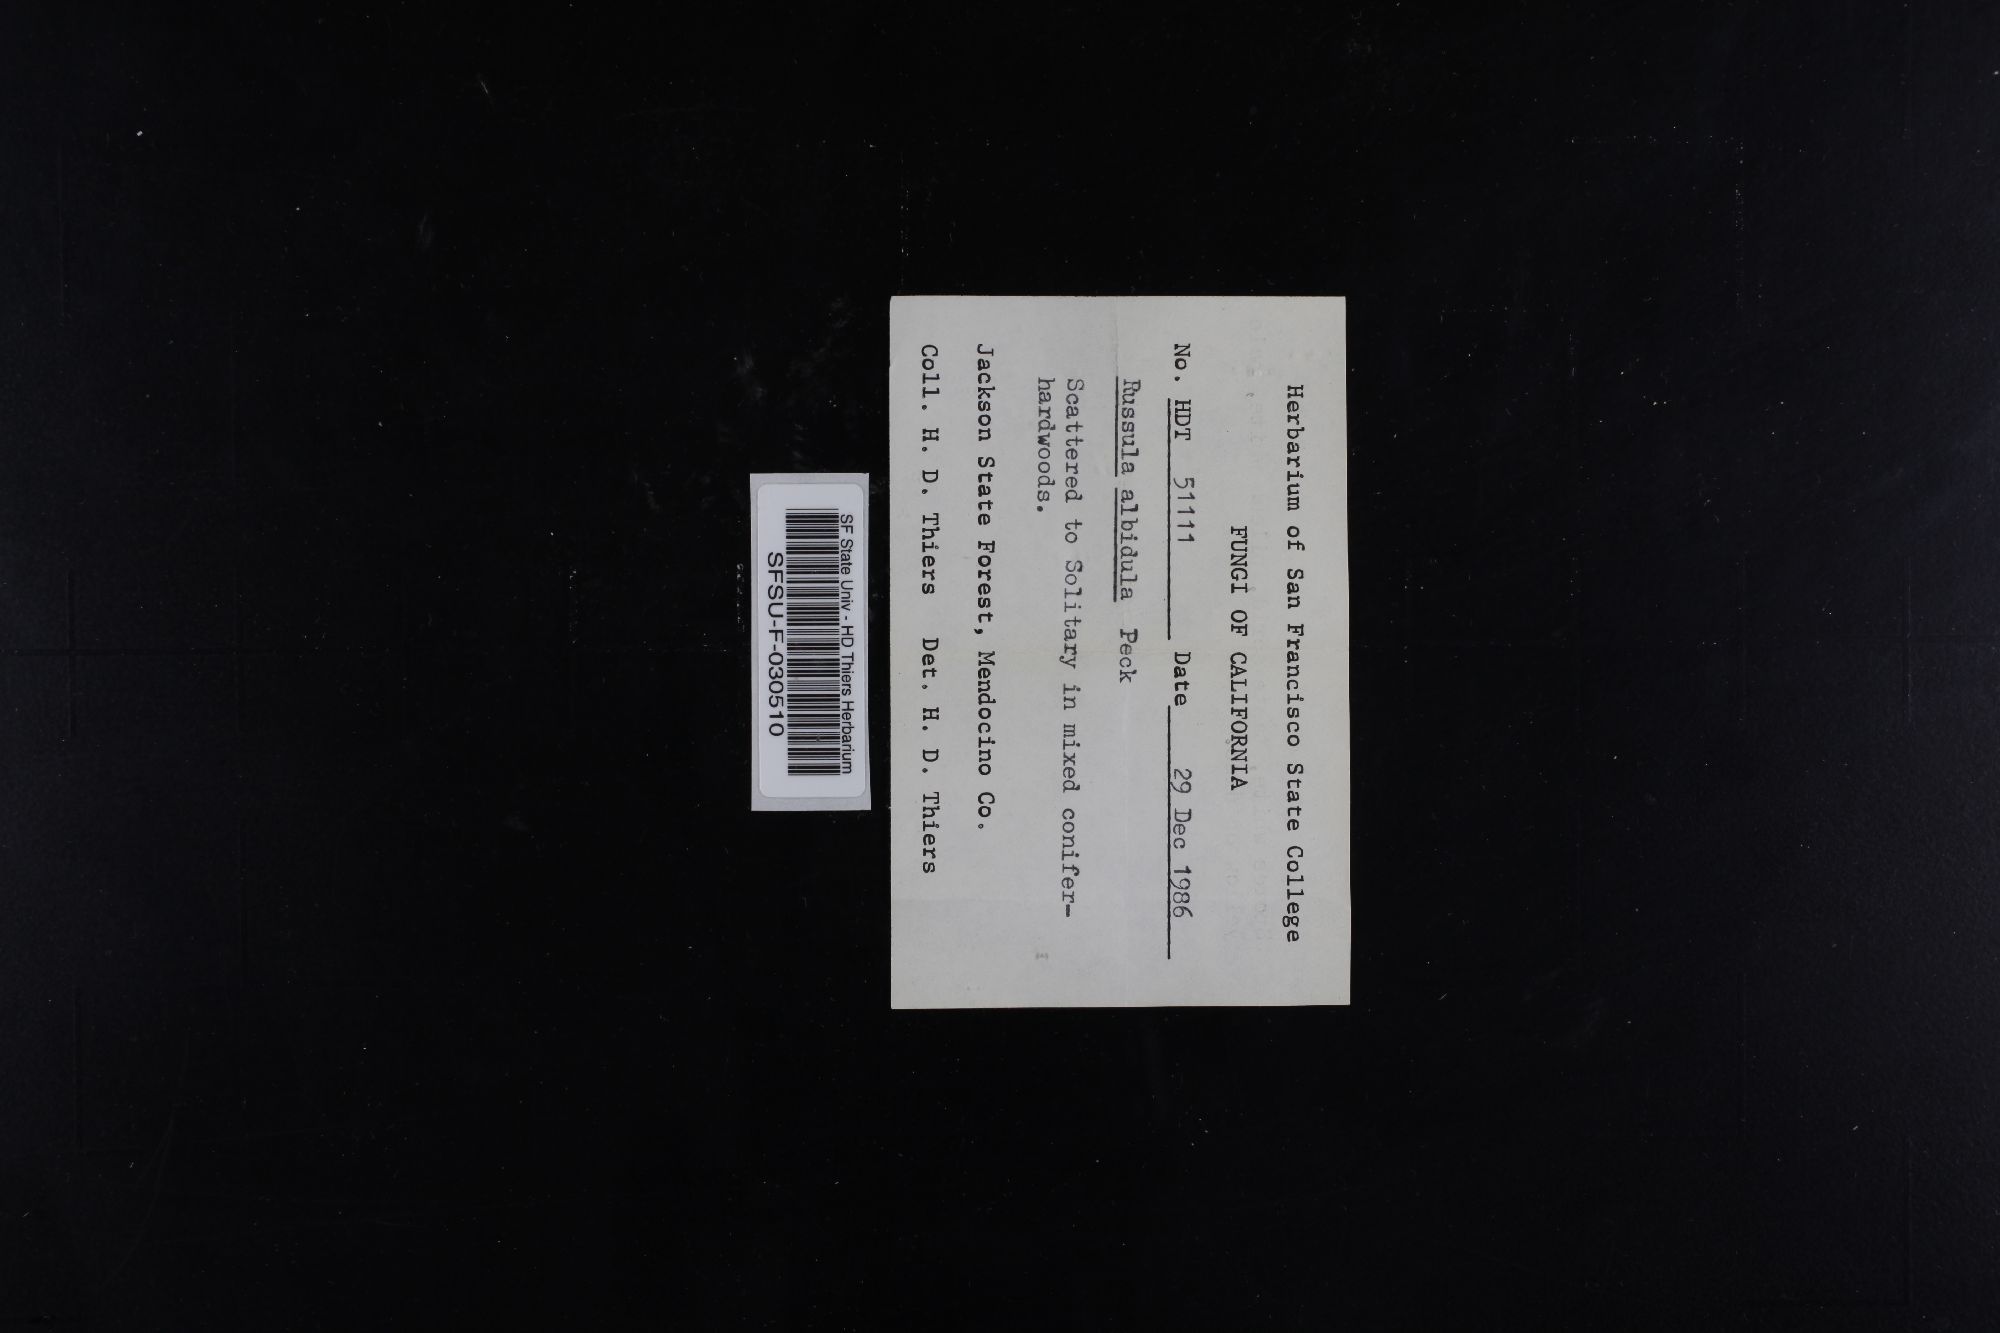 Herbarium of San Francisco State College
FUNGI OF CALIFORNIA
No. HDT 51111 Date 29 Dec 1986
Russula albidula Peck
Scattered to Solitary in mixed conifer-
hardwoods.
Jackson State Forest, Mendocino Co.
Coll. H. D. Thiers Det. H. D. Thiers
SF State Univ - HD Thiers Herbarium
SFSU-F-030510